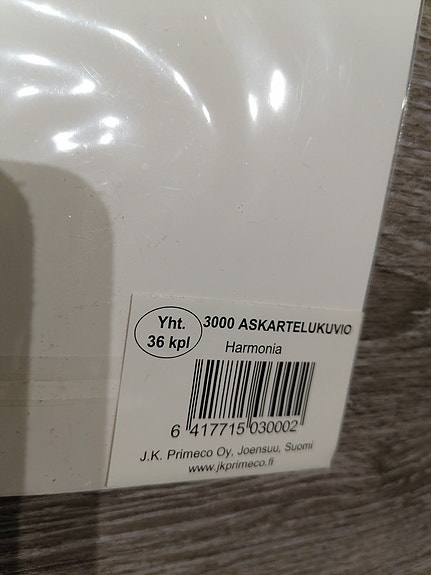 Yht.
36 kpl
3000 ASKARTELUKUVIO
Harmonia
6 417715 030002
J.K. Primeco Oy, Joensuu, Suomi
www.jkprimeco.fi